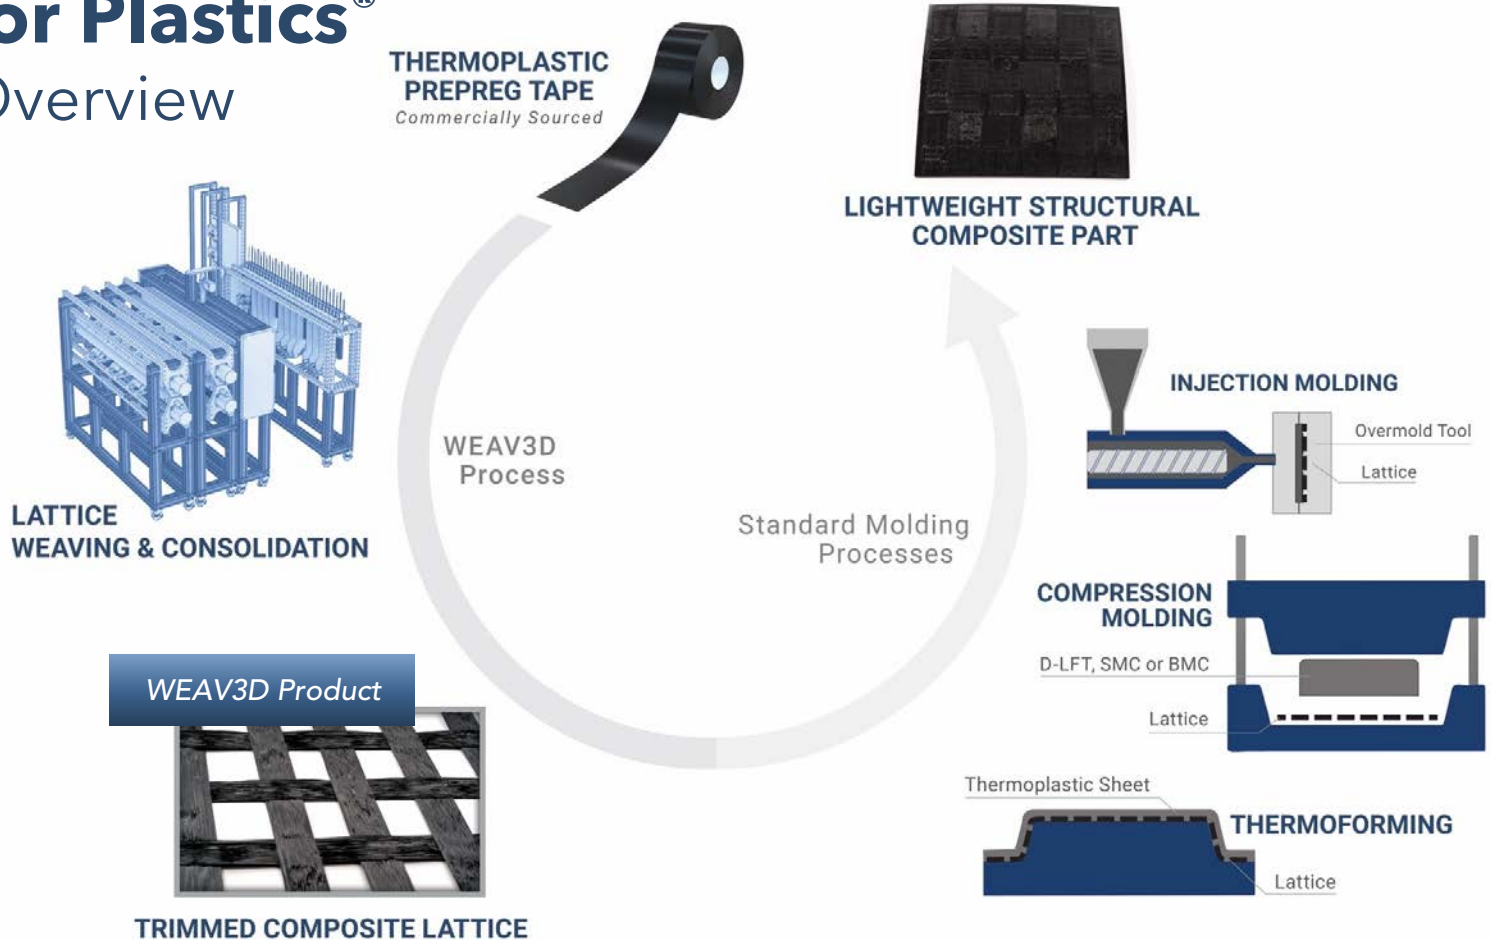 or Plastics®
Overview
THERMOPLASTIC
PREPREG TAPE
Commercially Sourced
LIGHTWEIGHT STRUCTURAL
COMPOSITE PART
WEAV3D
Process
LATTICE
WEAVING & CONSOLIDATION
Standard Molding
Processes
INJECTION MOLDING
Overmold Tool
Lattice
COMPRESSION
MOLDING
D-LFT, SMC or BMC
Lattice
Thermoplastic Sheet
THERMOFORMING
Lattice
WEAV3D Product
TRIMMED COMPOSITE LATTICE